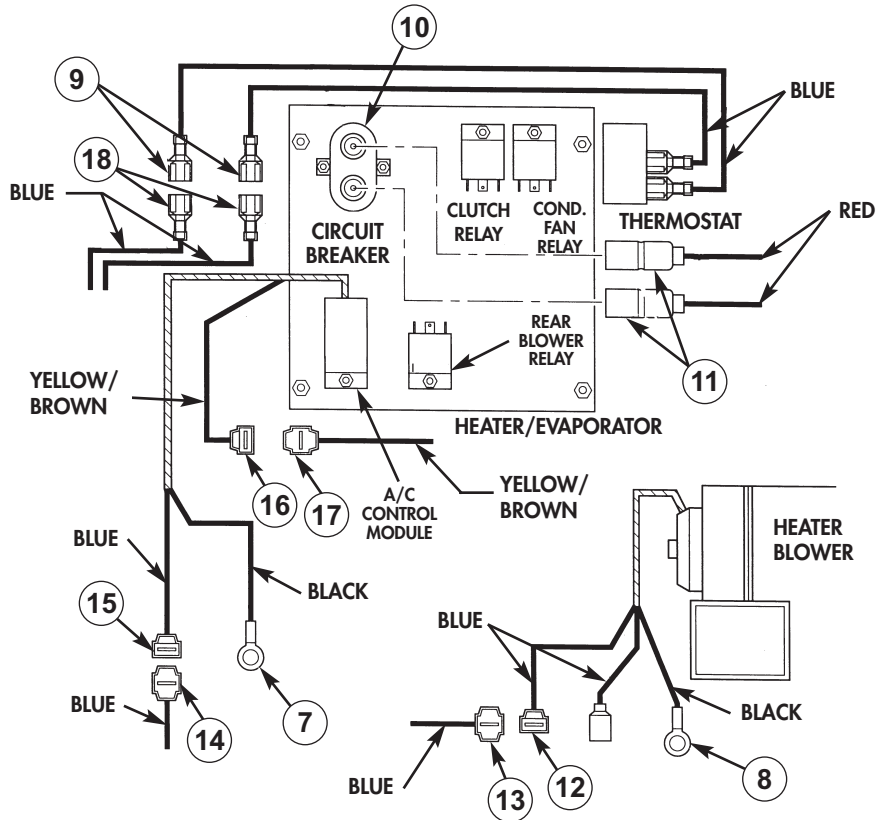 10
9
BLUE
18
BLUE
CIRCUIT
BREAKER
CLUTCH
RELAY
COND.
FAN
RELAY
THERMOSTAT
RED
REAR
BLOWER
RELAY
11
YELLOW/
BROWN
HEATER/EVAPORATOR
16
17
A/C
CONTROL
MODULE
YELLOW/
BROWN
HEATER
BLOWER
BLUE
BLACK
15
BLUE
BLUE
14
7
BLACK
BLUE
13
12
8